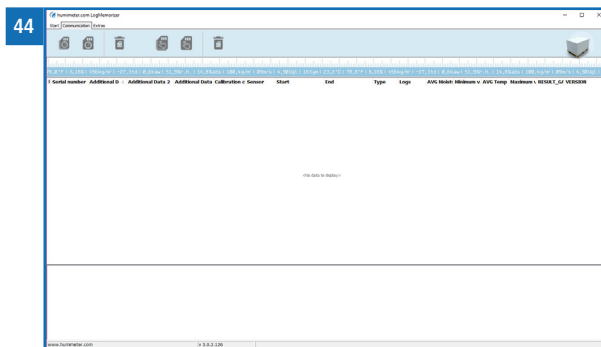 44
humimeter.com LogMemorizer
Start Communication Extras
Serial number Additional D Additional Data 2 Additional Data Calibration c Sensor Start End Type Logs AVG Moist Minimum v AVG Temp Maximum v RESULT_G/ VERSION
<No data to display>
www.humimeter.com v 3.0.2.126